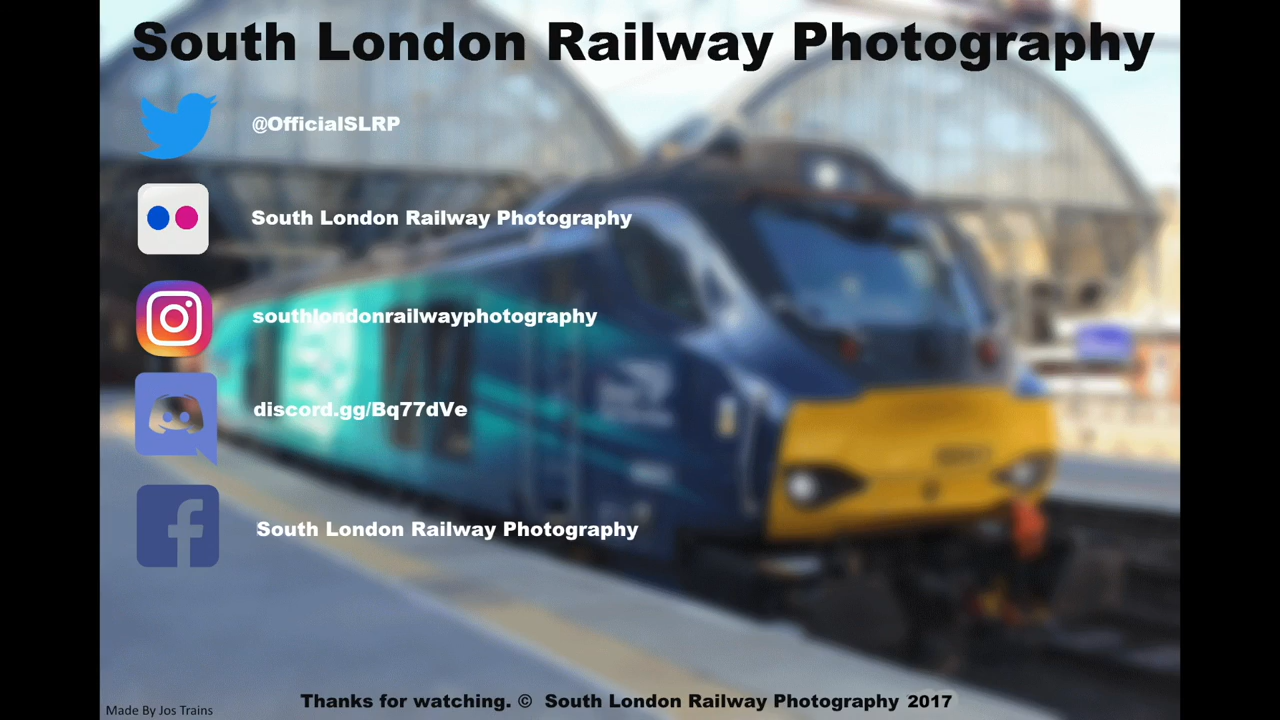 South London Railway Photography
@OfficialSLRP
South London Railway Photography
southlondonrailwayphotography
discord.gg/Bq77dVe
South London Railway Photography
Thanks for watching. © South London Railway Photography 2017
Made By Jos Trains